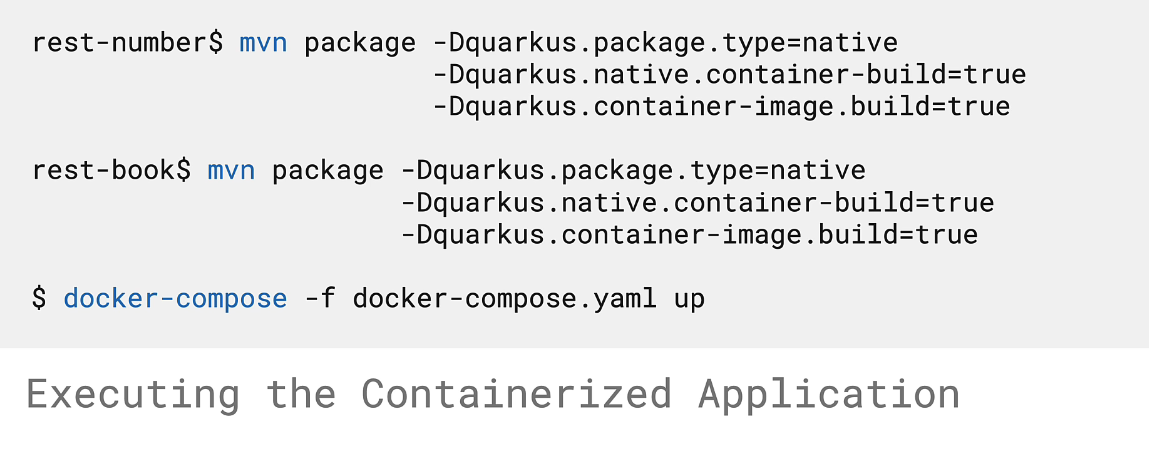 rest-number$ mvn package -Dquarkus.package.type=native
-Dquarkus.native.container-build=true
-Dquarkus.container-image.build=true
rest-book$ mvn package -Dquarkus.package.type=native
-Dquarkus.native.container-build=true
-Dquarkus.container-image.build=true
$ docker-compose -f docker-compose.yaml up
Executing the Containerized Application